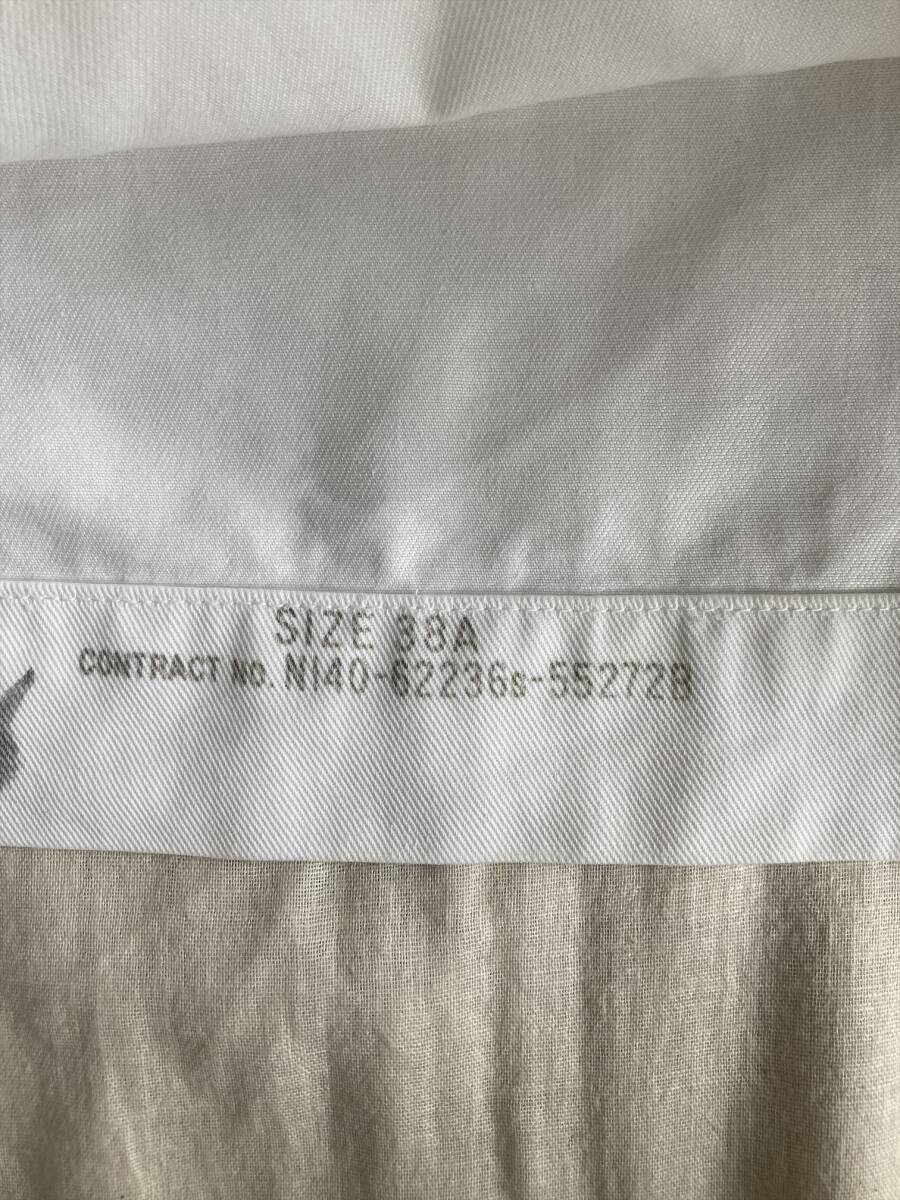 SIZE 38A
CONTRACT No. N140-62236s-55272B